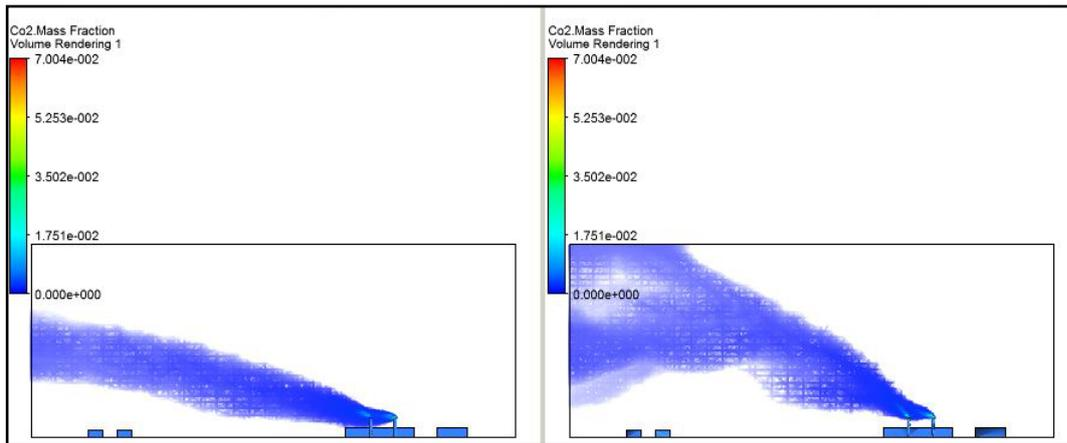 Co2.Mass Fraction
Volume Rendering 1
7.004e-002
5.253e-002
3.502e-002
1.751e-002
0.000e+000
Co2.Mass Fraction
Volume Rendering 1
7.004e-002
5.253e-002
3.502e-002
1.751e-002
0.000e+000